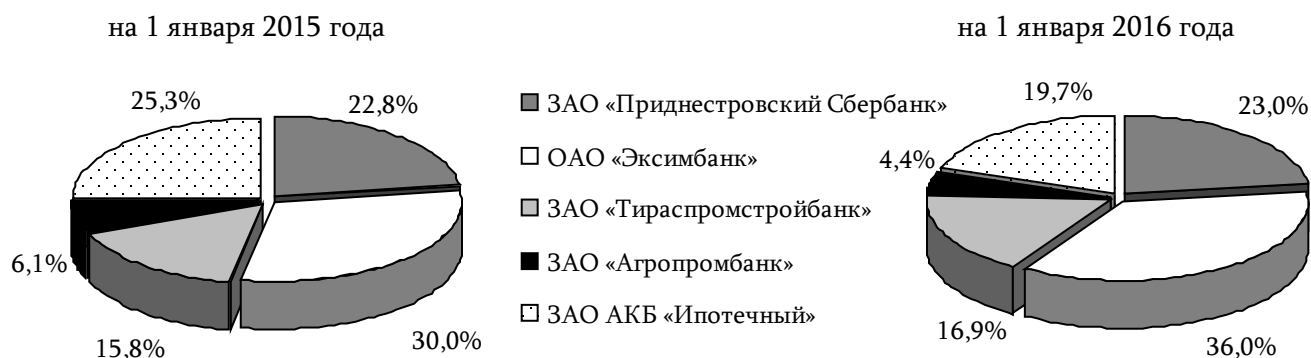 на 1 января 2015 года
на 1 января 2016 года
25,3%
22,8%
6,1%
15,8%
30,0%
ЗАО «Приднестровский Сбербанк»
ОАО «Эксимбанк»
ЗАО «Тираспромстройбанк»
ЗАО «Агропромбанк»
ЗАО АКБ «Ипотечный»
19,7%
23,0%
4,4%
16,9%
36,0%